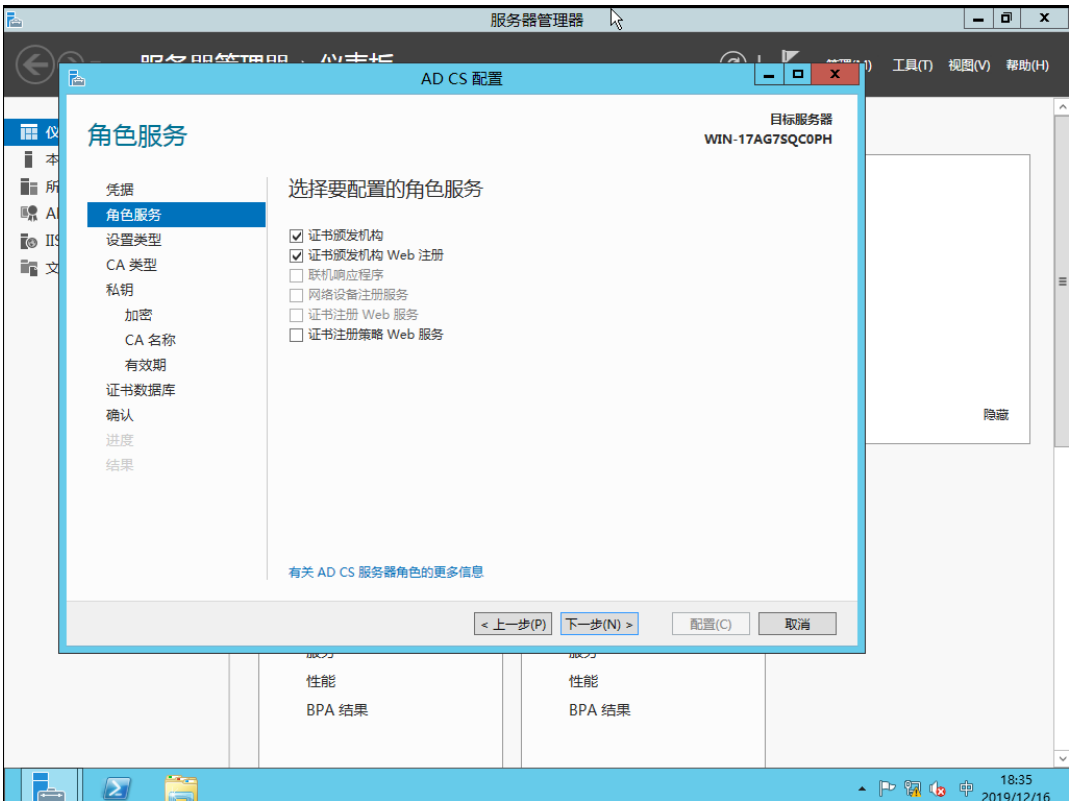 服务器管理器
管理(M) 工具(T) 视图(V) 帮助(H)
AD CS 配置
角色服务
目标服务器
WIN-17AG7SQC0PH
凭据
角色服务
设置类型
CA 类型
私钥
加密
CA 名称
有效期
证书数据库
确认
进度
结果
选择要配置的角色服务
证书颁发机构
证书颁发机构 Web 注册
联机响应程序
网络设备注册服务
证书注册 Web 服务
证书注册策略 Web 服务
有关 AD CS 服务器角色的更多信息
< 上一步(P) 下一步(N) > 配置(C) 取消
仪
本
所
AI
IIS
文
隐藏
性能
BPA 结果
性能
BPA 结果
中
18:35
2019/12/16